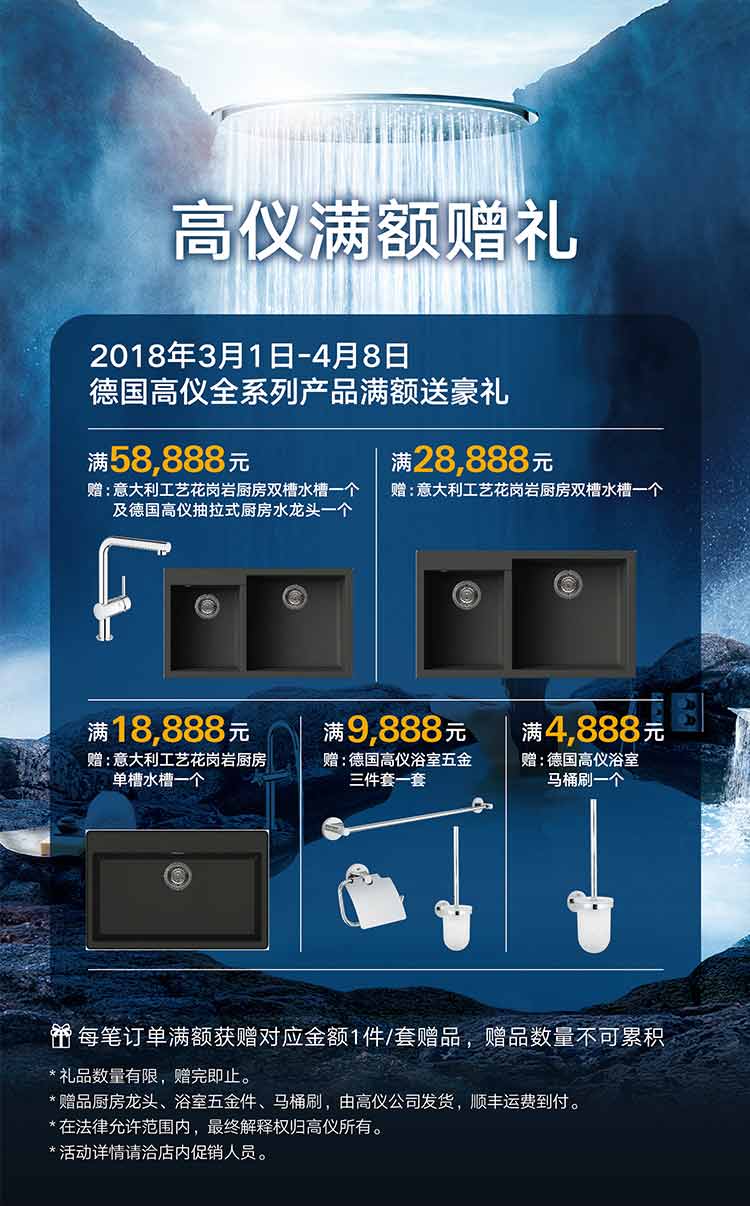 高仪满额赠礼
2018年3月1日-4月8日
德国高仪全系列产品满额送豪礼
满58,888元
赠：意大利工艺花岗岩厨房双槽水槽一个
及德国高仪抽拉式厨房水龙头一个
满28,888元
赠：意大利工艺花岗岩厨房双槽水槽一个
满18,888元
赠：意大利工艺花岗岩厨房
单槽水槽一个
满9,888元
赠：德国高仪浴室五金
三件套一套
满4,888元
赠：德国高仪浴室
马桶刷一个
每笔订单满额获赠对应金额1件/套赠品，赠品数量不可累积
*礼品数量有限，赠完即止。
*赠品厨房龙头、浴室五金件、马桶刷，由高仪公司发货，顺丰运费到付。
*在法律允许范围内，最终解释权归高仪所有。
*活动详情请洽店内促销人员。